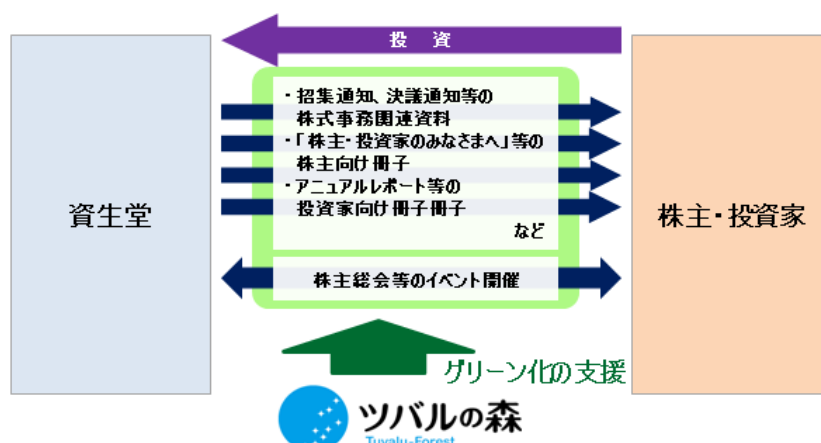 投 資
・招集通知、決議通知等の
株式事務関連資料
・「株主・投資家のみなさまへ」等の
株主向け冊子
・アニュアルレポート等の
投資家向け冊子冊子
など
資生堂
株主・投資家
株主総会等のイベント開催
グリーン化の支援
ツバルの森
Tuvalu-Forest